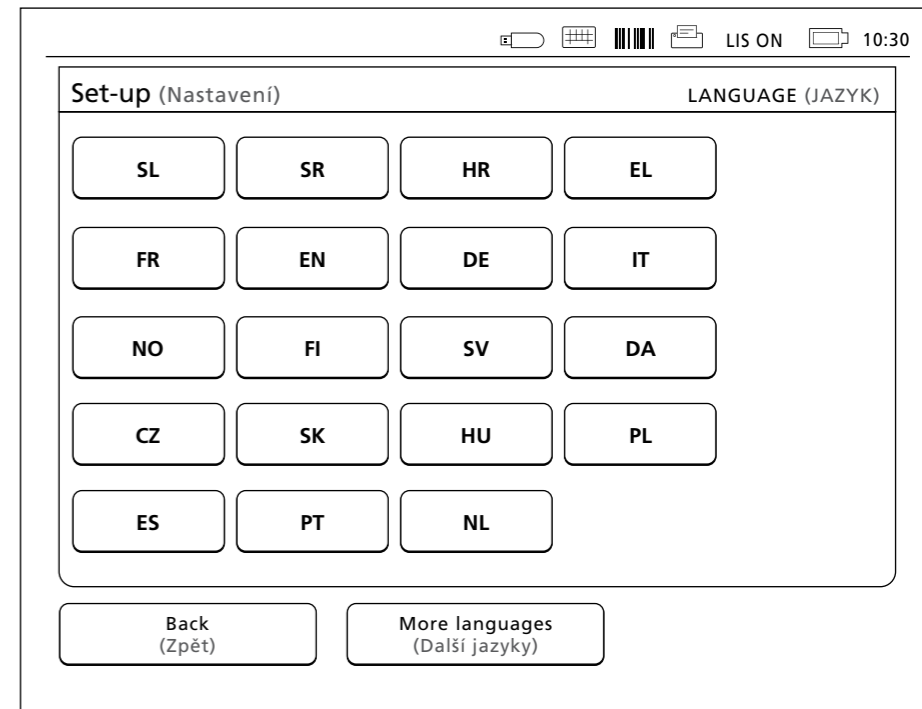 LIS ON 10:30
Set-up (Nastavení) LANGUAGE (JAZYK)
SL SR HR EL
FR EN DE IT
NO FI SV DA
CZ SK HU PL
ES PT NL
Back More languages
(Zpět) (Další jazyky)